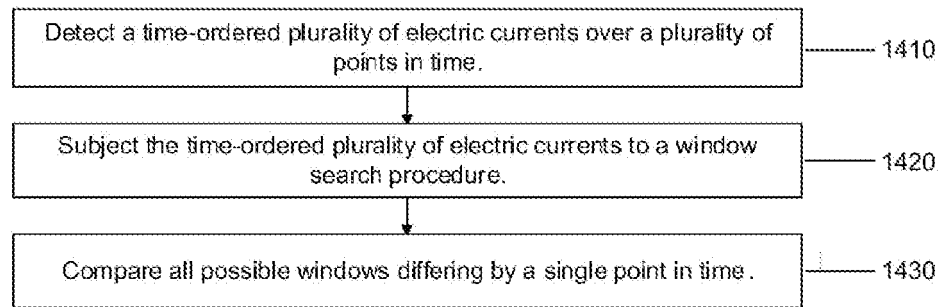 Detect a time-ordered plurality of electric currents over a plurality of
points in time.
1410
Subject the time-ordered plurality of electric currents to a window
search procedure.
1420
Compare all possible windows differing by a single point in time.
1430